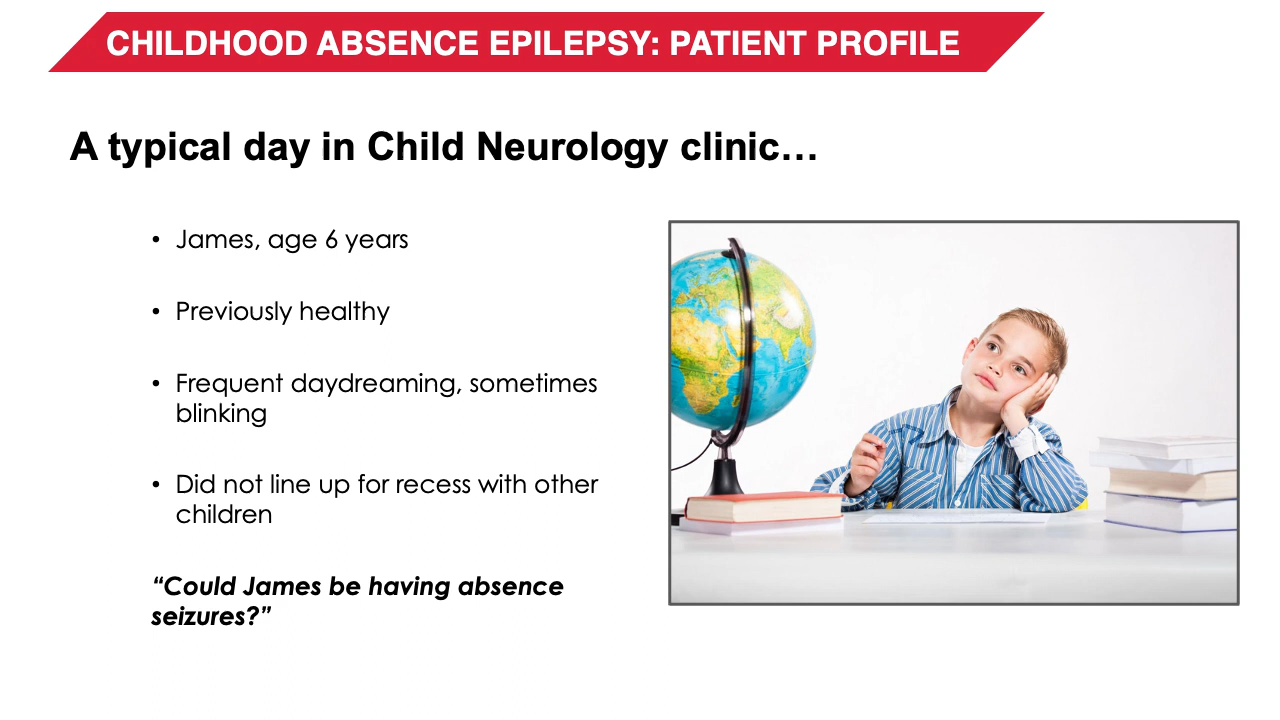 CHILDHOOD ABSENCE EPILEPSY: PATIENT PROFILE
A typical day in Child Neurology clinic…
• James, age 6 years
• Previously healthy
• Frequent daydreaming, sometimes
blinking
• Did not line up for recess with other
children
“Could James be having absence
seizures?”